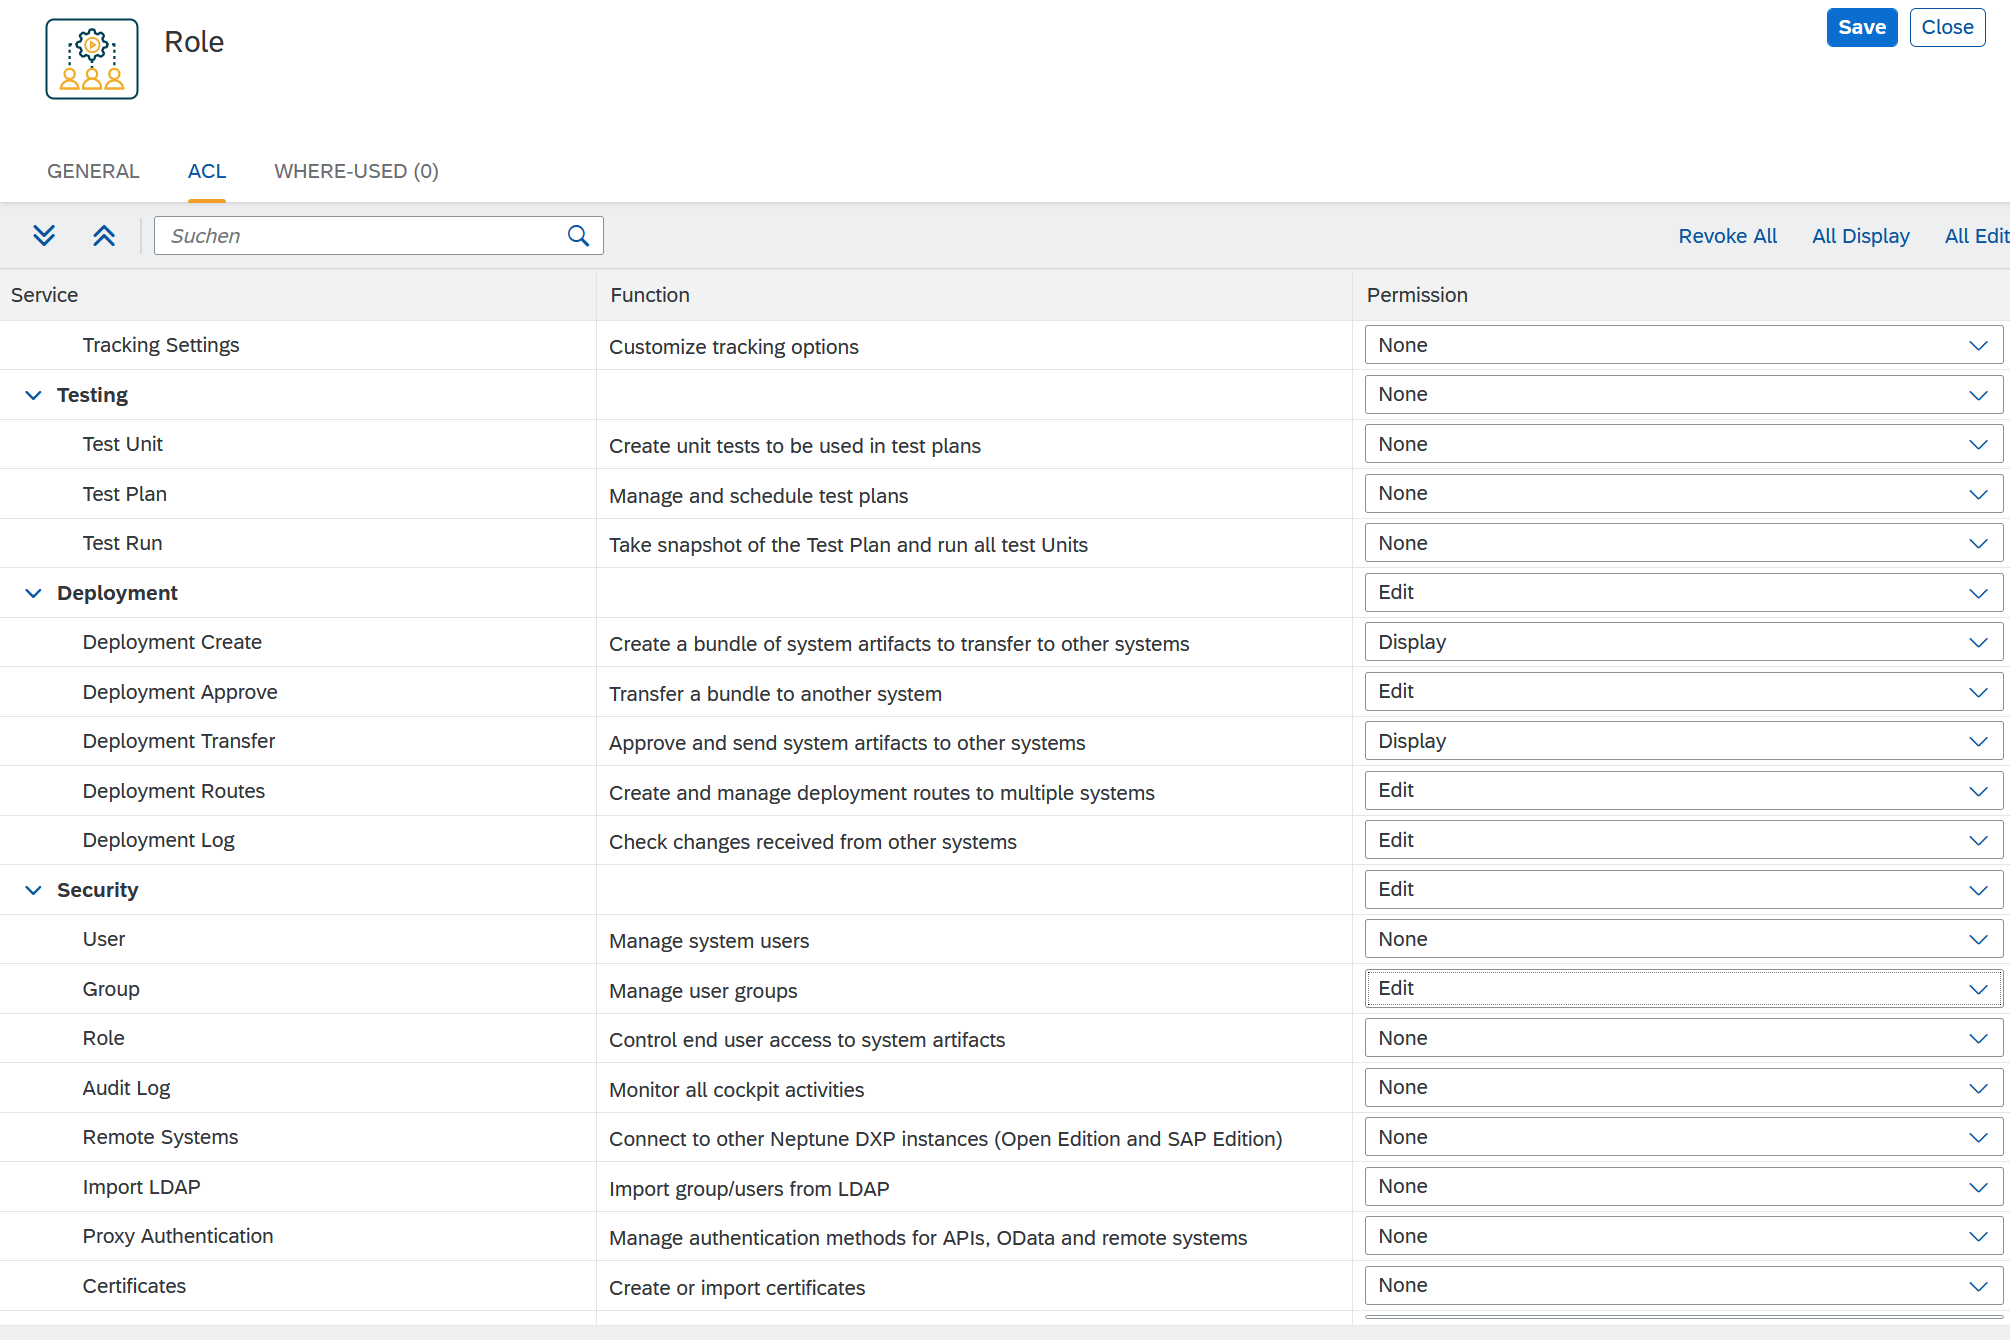 Role
Save
Close
GENERAL
ACL
WHERE-USED (0)
Suchen
Revoke All
All Display
All Edit
Service
Function
Permission
Tracking Settings
Customize tracking options
None
Testing
None
Test Unit
Create unit tests to be used in test plans
None
Test Plan
Manage and schedule test plans
None
Test Run
Take snapshot of the Test Plan and run all test Units
None
Deployment
Edit
Deployment Create
Create a bundle of system artifacts to transfer to other systems
Display
Deployment Approve
Transfer a bundle to another system
Edit
Deployment Transfer
Approve and send system artifacts to other systems
Display
Deployment Routes
Create and manage deployment routes to multiple systems
Edit
Deployment Log
Check changes received from other systems
Edit
Security
Edit
User
Manage system users
None
Group
Manage user groups
Edit
Role
Control end user access to system artifacts
None
Audit Log
Monitor all cockpit activities
None
Remote Systems
Connect to other Neptune DXP instances (Open Edition and SAP Edition)
None
Import LDAP
Import group/users from LDAP
None
Proxy Authentication
Manage authentication methods for APIs, OData and remote systems
None
Certificates
Create or import certificates
None